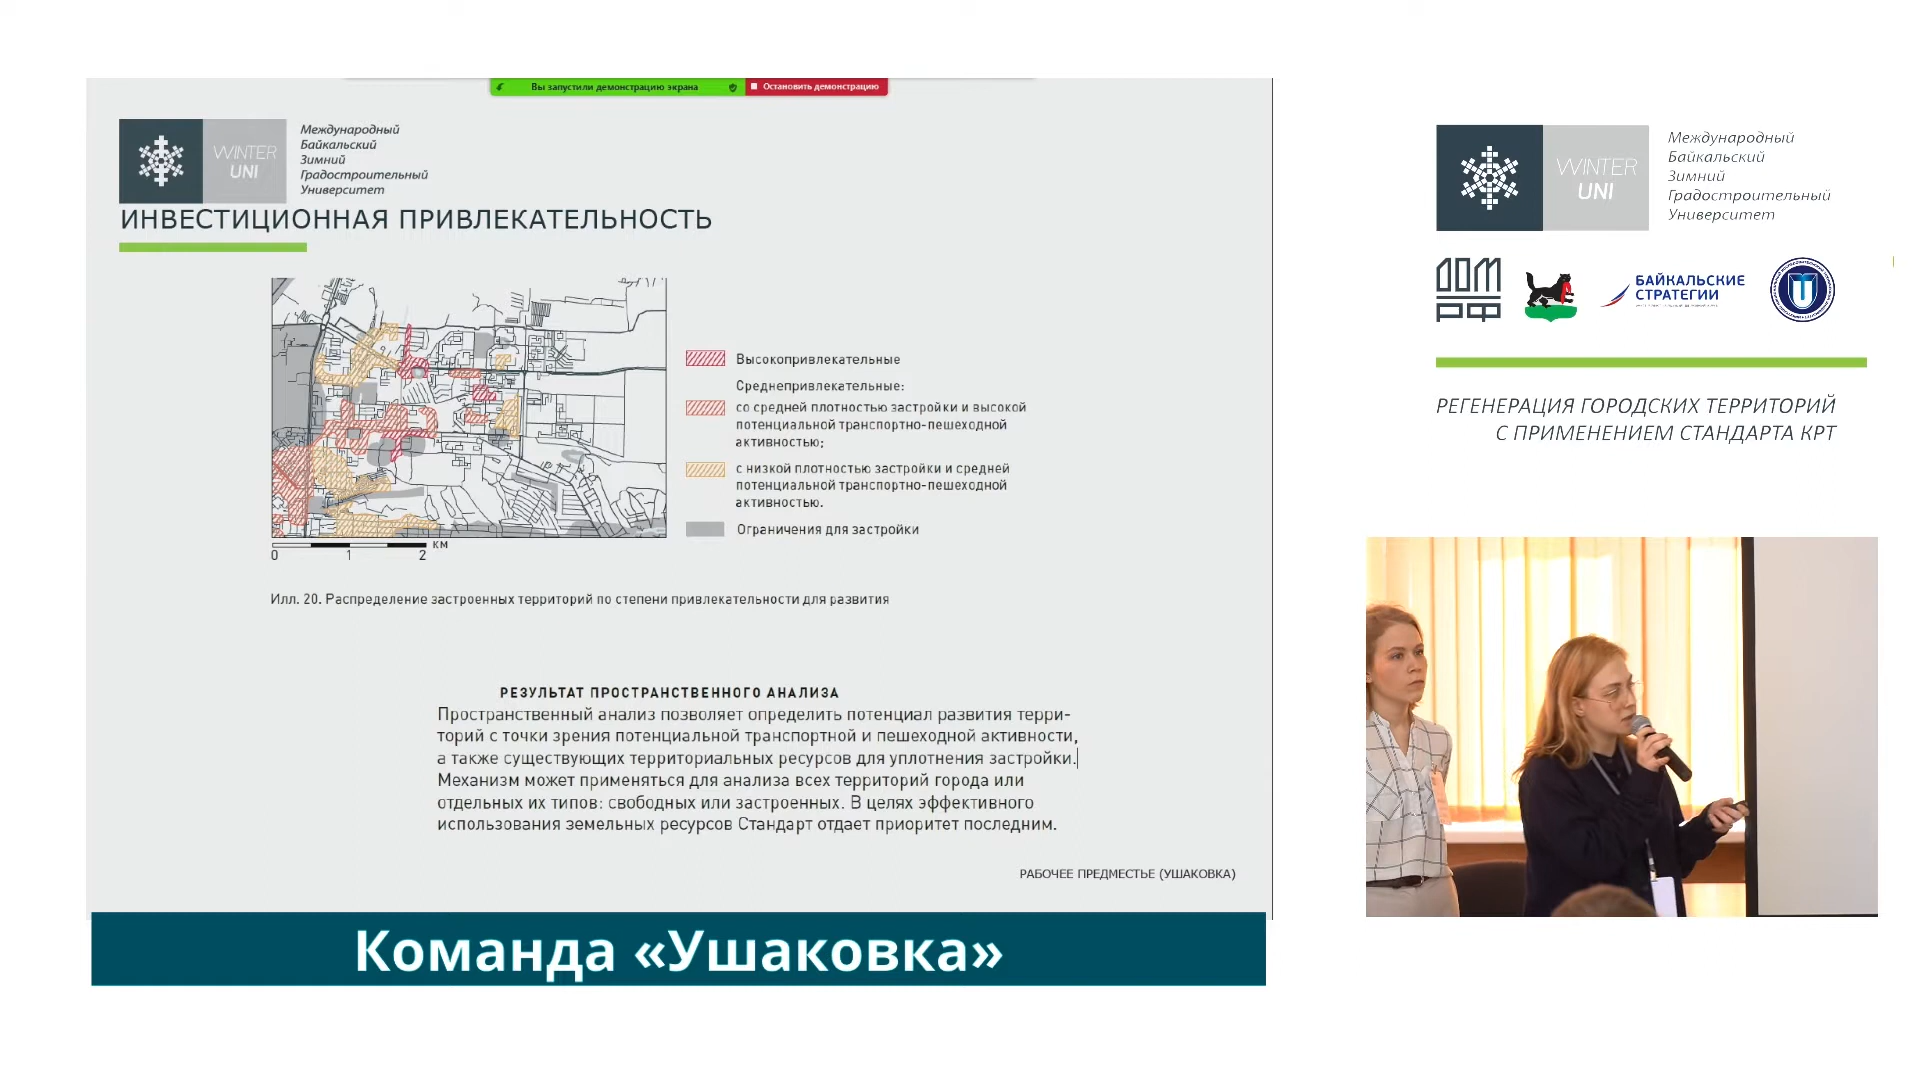 Вы запустили демонстрацию экрана
Остановить демонстрацию
WINTER
UNI
Международный
Байкальский
Зимний
Градостроительный
Университет
ИНВЕСТИЦИОННАЯ ПРИВЛЕКАТЕЛЬНОСТЬ
Высокопривлекательные
Среднепривлекательные:
со средней плотностью застройки и высокой
потенциальной транспортно-пешеходной
активностью;
с низкой плотностью застройки и средней
потенциальной транспортно-пешеходной
активностью.
Ограничения для застройки
0 1 2 КМ
Илл. 20. Распределение застроенных территорий по степени привлекательности для развития
РЕЗУЛЬТАТ ПРОСТРАНСТВЕННОГО АНАЛИЗА
Пространственный анализ позволяет определить потенциал развития терри-
торий с точки зрения потенциальной транспортной и пешеходной активности,
а также существующих территориальных ресурсов для уплотнения застройки.
Механизм может применяться для анализа всех территорий города или
отдельных их типов: свободных или застроенных. В целях эффективного
использования земельных ресурсов Стандарт отдает приоритет последним.
РАБОЧЕЕ ПРЕДМЕСТЬЕ (УШАКОВКА)
Команда «Ушаковка»
WINTER
UNI
Международный
Байкальский
Зимний
Градостроительный
Университет
ДОМ
РФ
БАЙКАЛЬСКИЕ
СТРАТЕГИИ
РЕГЕНЕРАЦИЯ ГОРОДСКИХ ТЕРРИТОРИЙ
С ПРИМЕНЕНИЕМ СТАНДАРТА КРТ